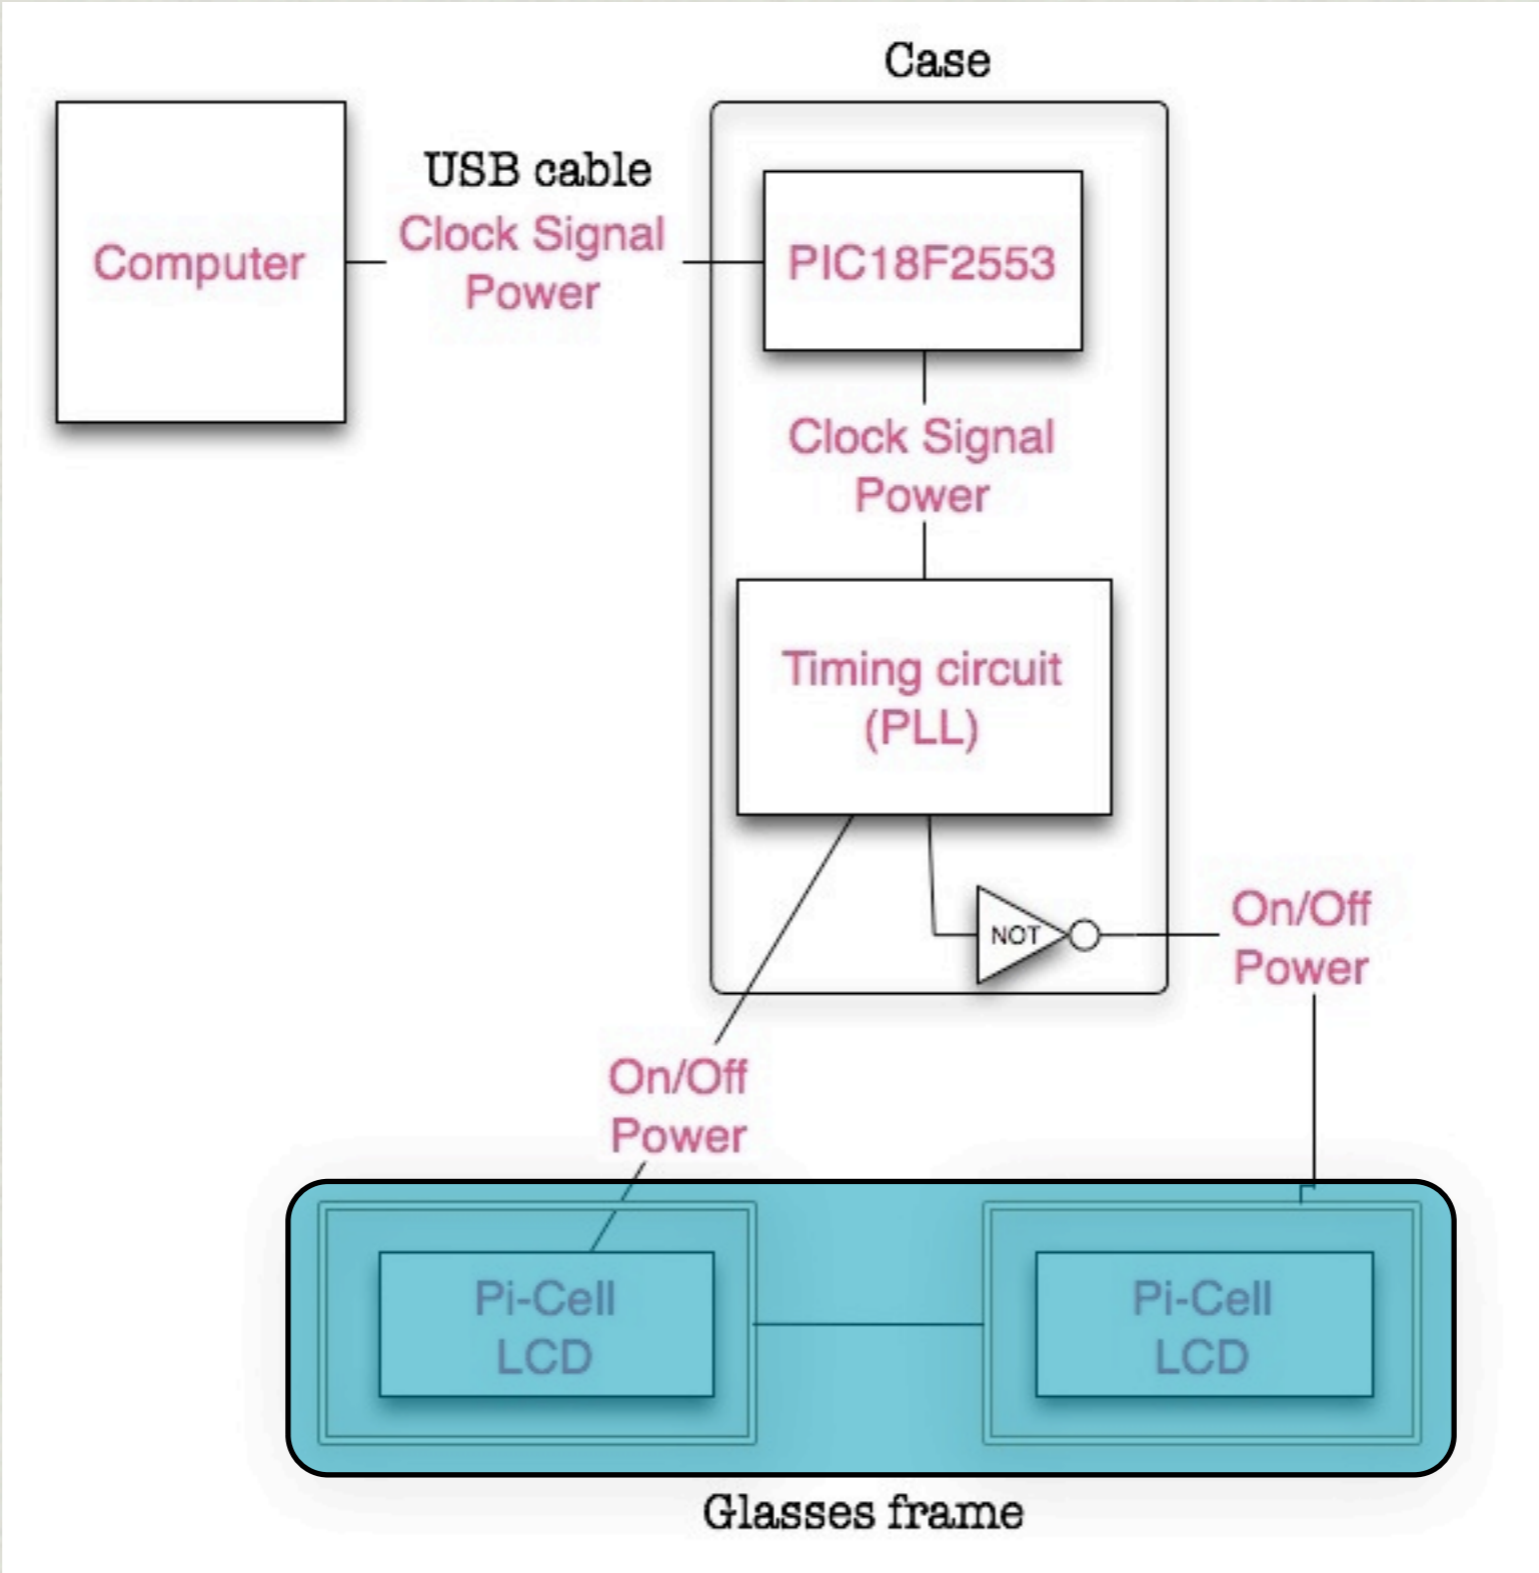 Case
USB cable
Clock Signal
Power
Computer
PIC18F2553
Clock Signal
Power
Timing circuit
(PLL)
NOT
On/Off
Power
On/Off
Power
Pi-Cell
LCD
Pi-Cell
LCD
Glasses frame